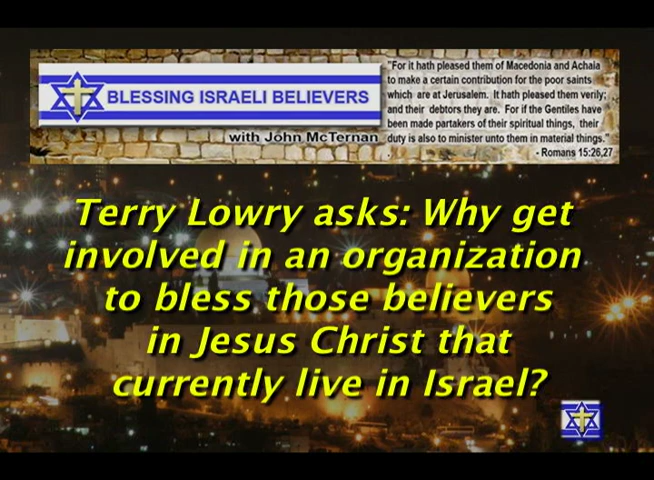 BLESSING ISRAELI BELIEVERS
with John McTernan
"For it hath pleased them of Macedonia and Achaia
to make a certain contribution for the poor saints
which are at Jerusalem. It hath pleased them verily;
and their debtors they are. For if the Gentiles have
been made partakers of their spiritual things, their
duty is also to minister unto them in material things."
- Romans 15:26,27
Terry Lowry asks: Why get
involved in an organization
to bless those believers
in Jesus Christ that
currently live in Israel?